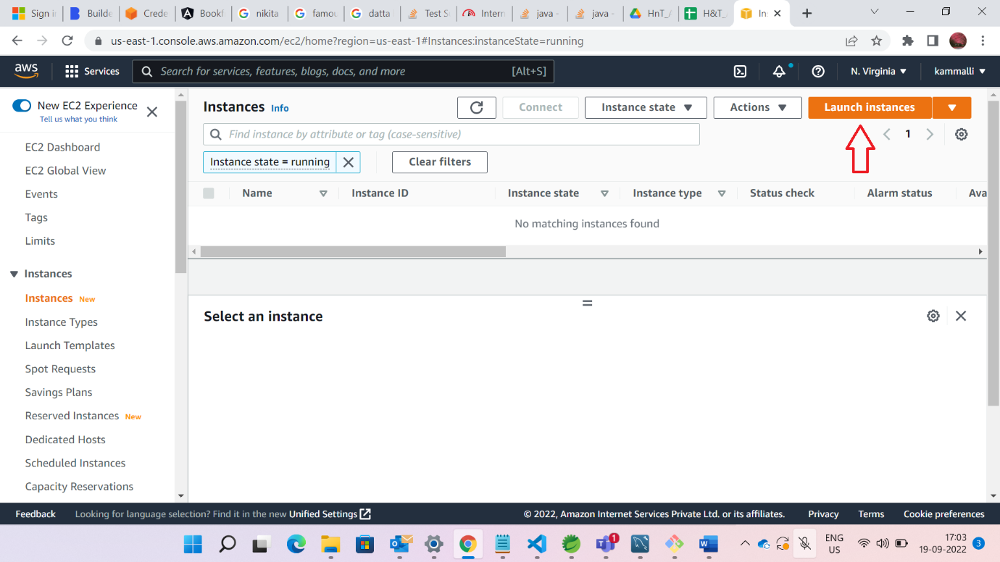 Sign i
Builde
Crede
Bookf
nikita
famou
datta
Test S
Intern
java -
java -
HnT_A
H&T_
In
us-east-1.console.aws.amazon.com/ec2/home?region=us-east-1#Instances:instanceState=running
aws
Services
Search for services, features, blogs, docs, and more
[Alt+S]
N. Virginia
kammalli
New EC2 Experience
Tell us what you think
EC2 Dashboard
EC2 Global View
Events
Tags
Limits
Instances
Instances New
Instance Types
Launch Templates
Spot Requests
Savings Plans
Reserved Instances New
Dedicated Hosts
Scheduled Instances
Capacity Reservations
Instances Info
Connect
Instance state
Actions
Launch instances
Find instance by attribute or tag (case-sensitive)
1
Instance state = running
Clear filters
Name
Instance ID
Instance state
Instance type
Status check
Alarm status
Ava
No matching instances found
Select an instance
Feedback
Looking for language selection? Find it in the new Unified Settings
© 2022, Amazon Internet Services Private Ltd. or its affiliates.
Privacy
Terms
Cookie preferences
1
ENG
US
17:03
19-09-2022
3